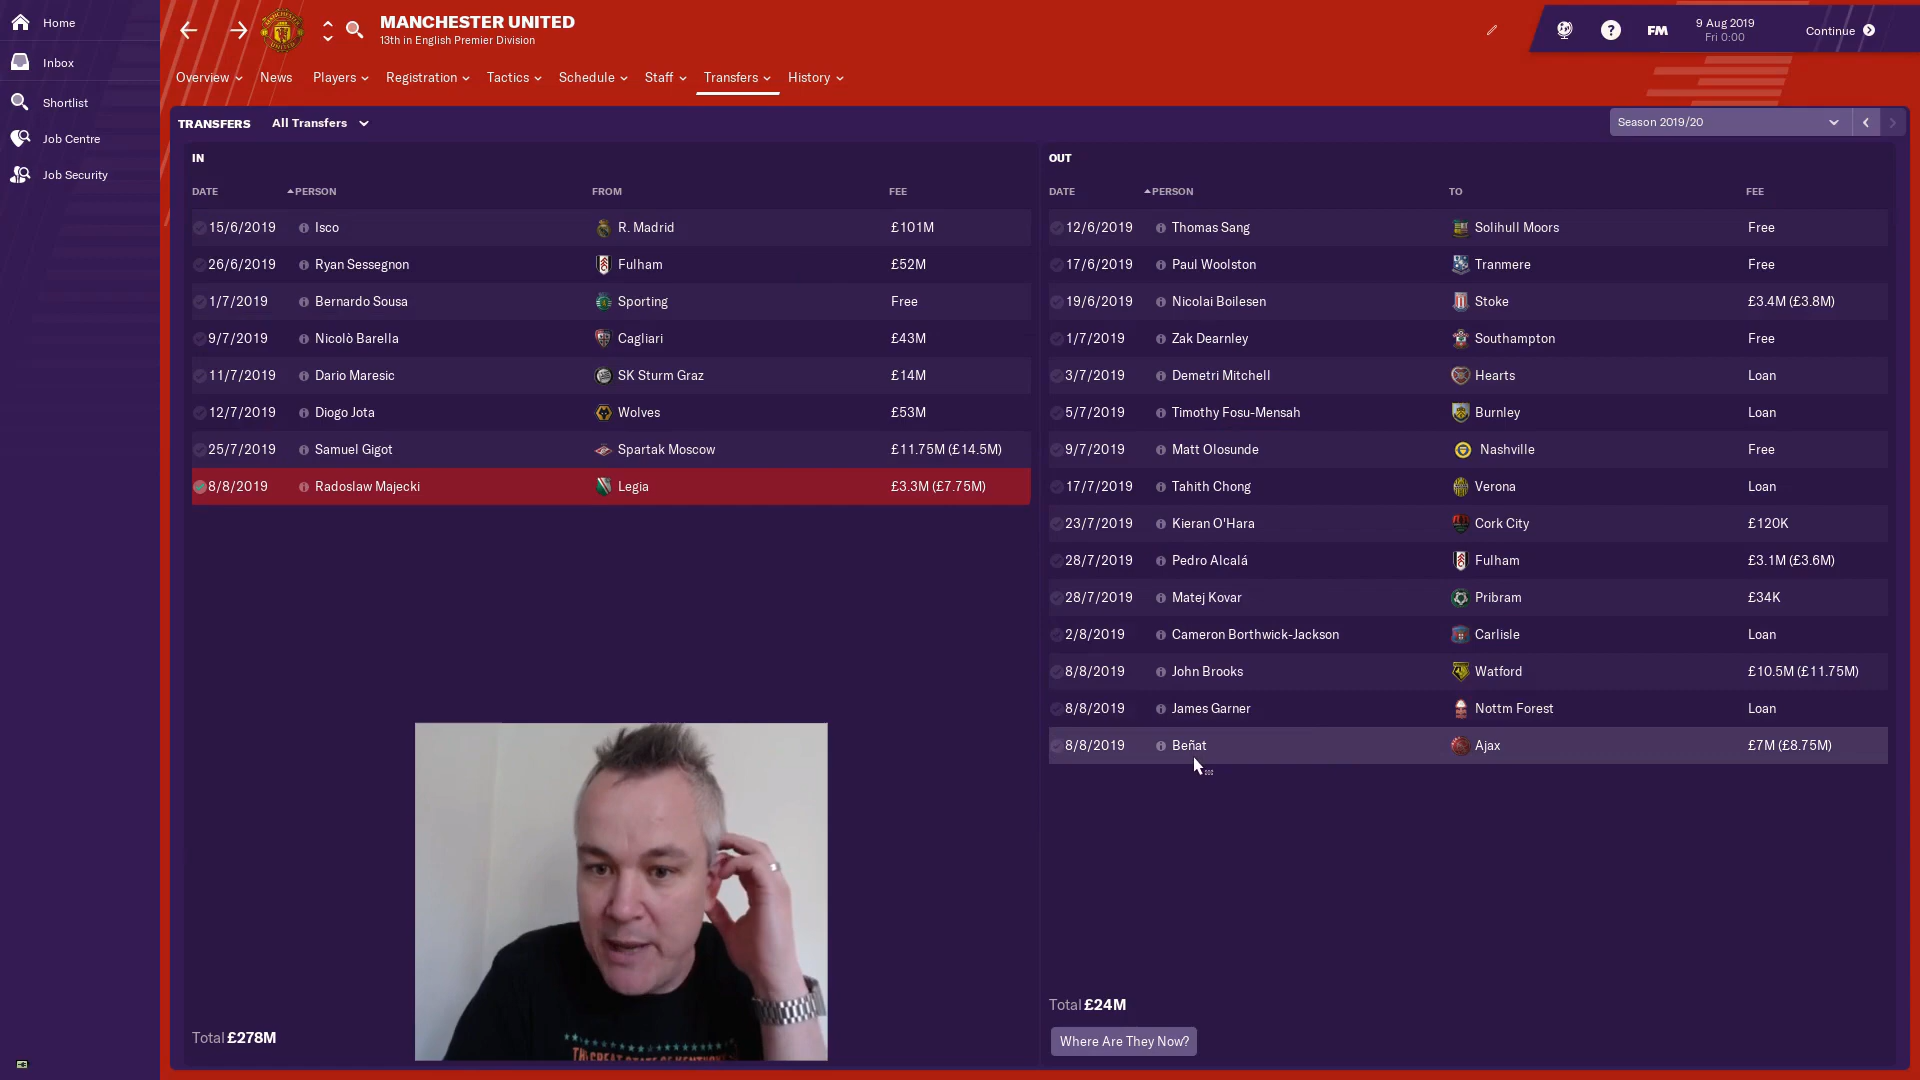 Home
Inbox
Shortlist
Job Centre
Job Security
MANCHESTER UNITED
13th in English Premier Division
FM
9 Aug 2019
Fri 0:00
Continue
Overview
News
Players
Registration
Tactics
Schedule
Staff
Transfers
History
TRANSFERS
All Transfers
Season 2019/20
IN
DATE PERSON FROM FEE
15/6/2019 Isco R. Madrid £101M
26/6/2019 Ryan Sessegnon Fulham £52M
1/7/2019 Bernardo Sousa Sporting Free
9/7/2019 Nicolò Barella Cagliari £43M
11/7/2019 Dario Maresic SK Sturm Graz £14M
12/7/2019 Diogo Jota Wolves £53M
25/7/2019 Samuel Gigot Spartak Moscow £11.75M (£14.5M)
8/8/2019 Radoslaw Majecki Legia £3.3M (£7.75M)
Total £278M
OUT
DATE PERSON TO FEE
12/6/2019 Thomas Sang Solihull Moors Free
17/6/2019 Paul Woolston Tranmere Free
19/6/2019 Nicolai Boilesen Stoke £3.4M (£3.8M)
1/7/2019 Zak Dearnley Southampton Free
3/7/2019 Demetri Mitchell Hearts Loan
5/7/2019 Timothy Fosu-Mensah Burnley Loan
9/7/2019 Matt Olosunde Nashville Free
17/7/2019 Tahith Chong Verona Loan
23/7/2019 Kieran O'Hara Cork City £120K
28/7/2019 Pedro Alcalá Fulham £3.1M (£3.6M)
28/7/2019 Matej Kovar Pribram £34K
2/8/2019 Cameron Borthwick-Jackson Carlisle Loan
8/8/2019 John Brooks Watford £10.5M (£11.75M)
8/8/2019 James Garner Nottm Forest Loan
8/8/2019 Beñat Ajax £7M (£8.75M)
Total £24M
Where Are They Now?
THE GREAT STATE OF KENTUCKY